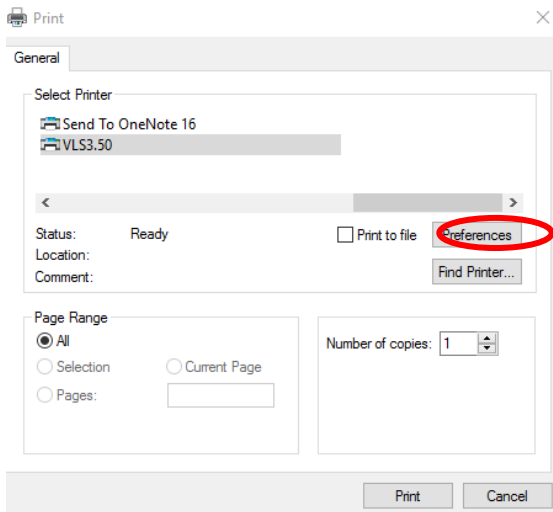 Print
General
Select Printer
Send To OneNote 16
VLS3.50
Status: Ready
Print to file
Preferences
Location:
Comment:
Find Printer...
Page Range
All
Selection
Current Page
Pages:
Number of copies: 1
Print
Cancel